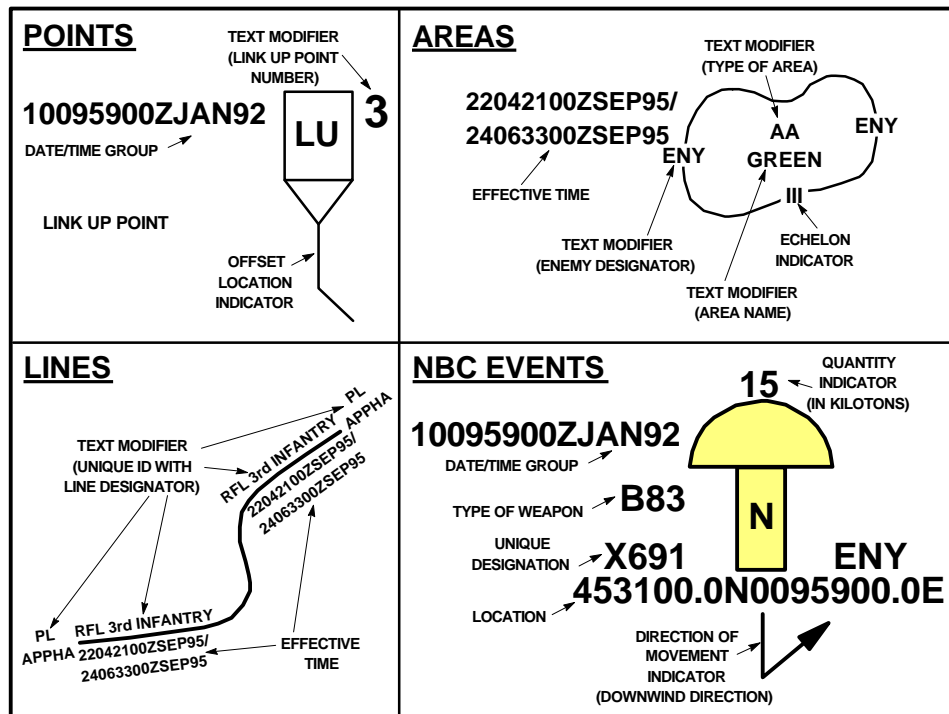 POINTS
TEXT MODIFIER
(LINK UP POINT
NUMBER)
10095900ZJAN92
3
LU
DATE/TIME GROUP
LINK UP POINT
OFFSET
LOCATION
INDICATOR
AREAS
TEXT MODIFIER
(TYPE OF AREA)
22042100ZSEP95/
24063300ZSEP95
ENY
AA
GREEN
ENY
III
EFFECTIVE TIME
TEXT MODIFIER
(ENEMY DESIGNATOR)
ECHELON
INDICATOR
TEXT MODIFIER
(AREA NAME)
LINES
PL
APPHA
TEXT MODIFIER
(UNIQUE ID WITH
LINE DESIGNATOR)
RFL 3rd INFANTRY
22042100ZSEP95/
24063300ZSEP95
PL
APPHA
RFL 3rd INFANTRY
22042100ZSEP95/
24063300ZSEP95
EFFECTIVE
TIME
NBC EVENTS
15
QUANTITY
INDICATOR
(IN KILOTONS)
10095900ZJAN92
DATE/TIME GROUP
TYPE OF WEAPON
B83
N
UNIQUE
DESIGNATION
X691
ENY
LOCATION
453100.0N0095900.0E
DIRECTION OF
MOVEMENT
INDICATOR
(DOWNWIND DIRECTION)